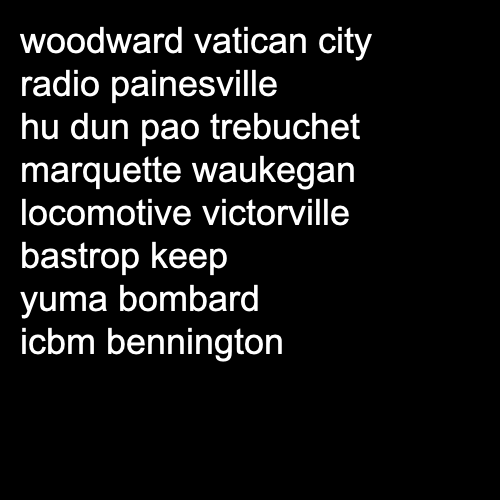 woodward vatican city
radio painesville
hu dun pao trebuchet
marquette waukegan
locomotive victorville
bastrop keep
yuma bombard
icbm bennington